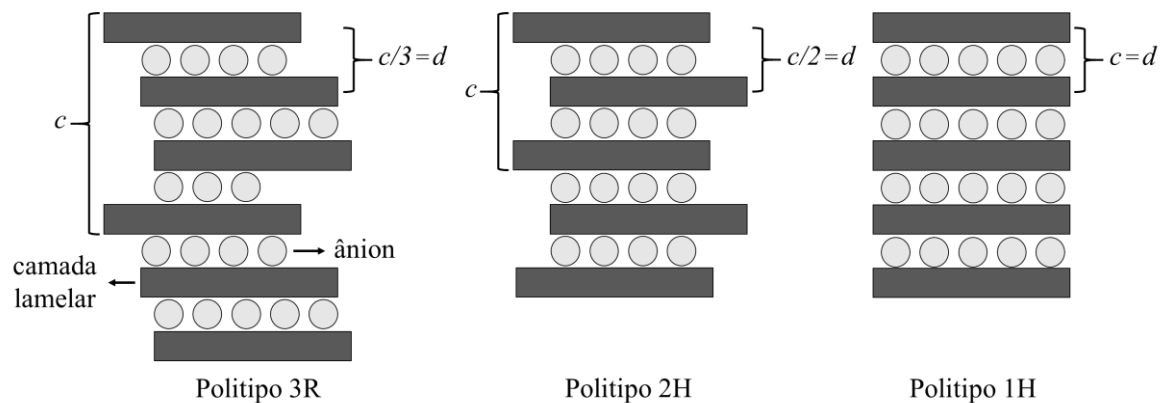 c
c/3=d
ânion
camada
lamelar
Politipo 3R
c
c/2=d
Politipo 2H
c=d
Politipo 1H